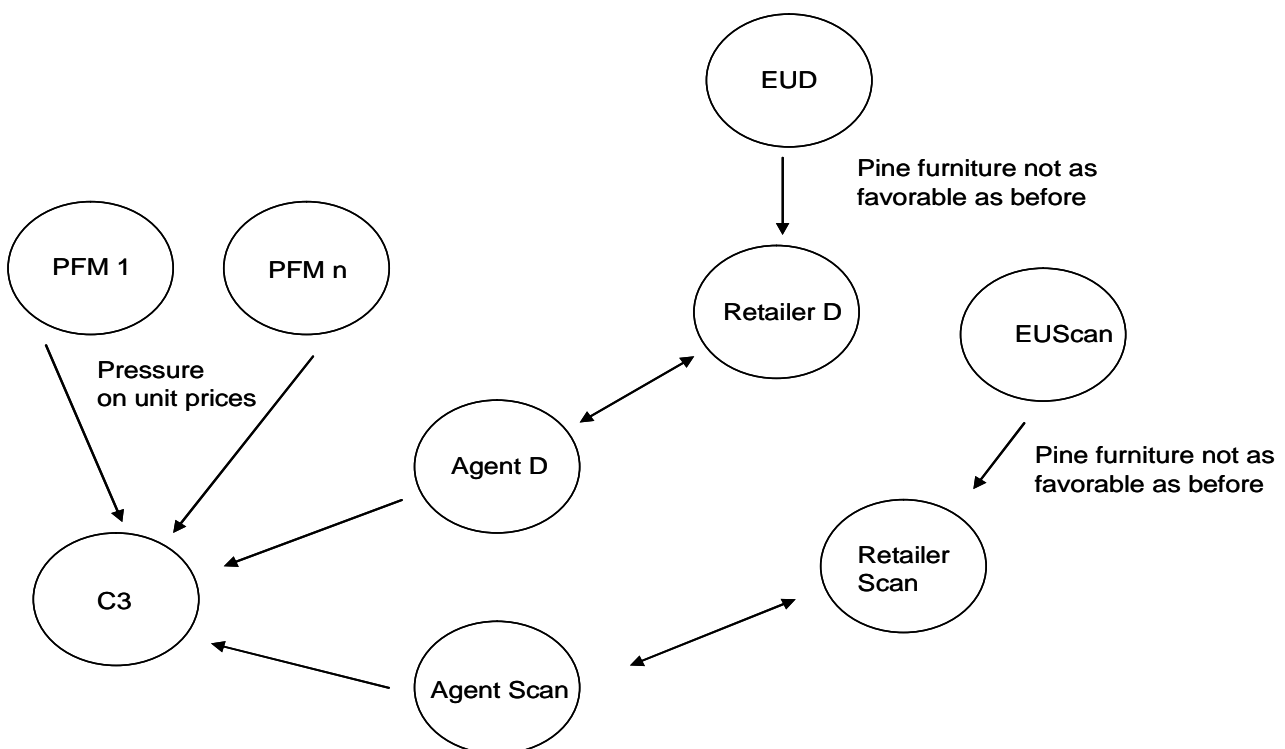 EUD
Pine furniture not as
favorable as before
PFM 1
PFM n
Retailer D
EUScan
Pressure
on unit prices
Agent D
Pine furniture not as
favorable as before
Retailer
Scan
C3
Agent Scan